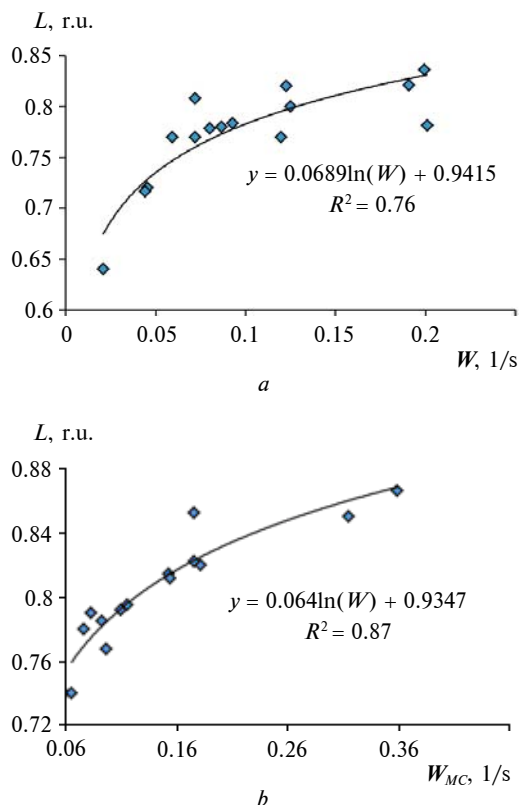 L, r.u.
0.85
0.8
0.75
0.7
0.65
0.6
y = 0.0689ln(W) + 0.9415
R² = 0.76
0 0.05 0.1 0.15 0.2
W, 1/s
a
L, r.u.
0.88
0.84
0.8
0.76
0.72
y = 0.064ln(W) + 0.9347
R² = 0.87
0.06 0.16 0.26 0.36
W_MC, 1/s
b